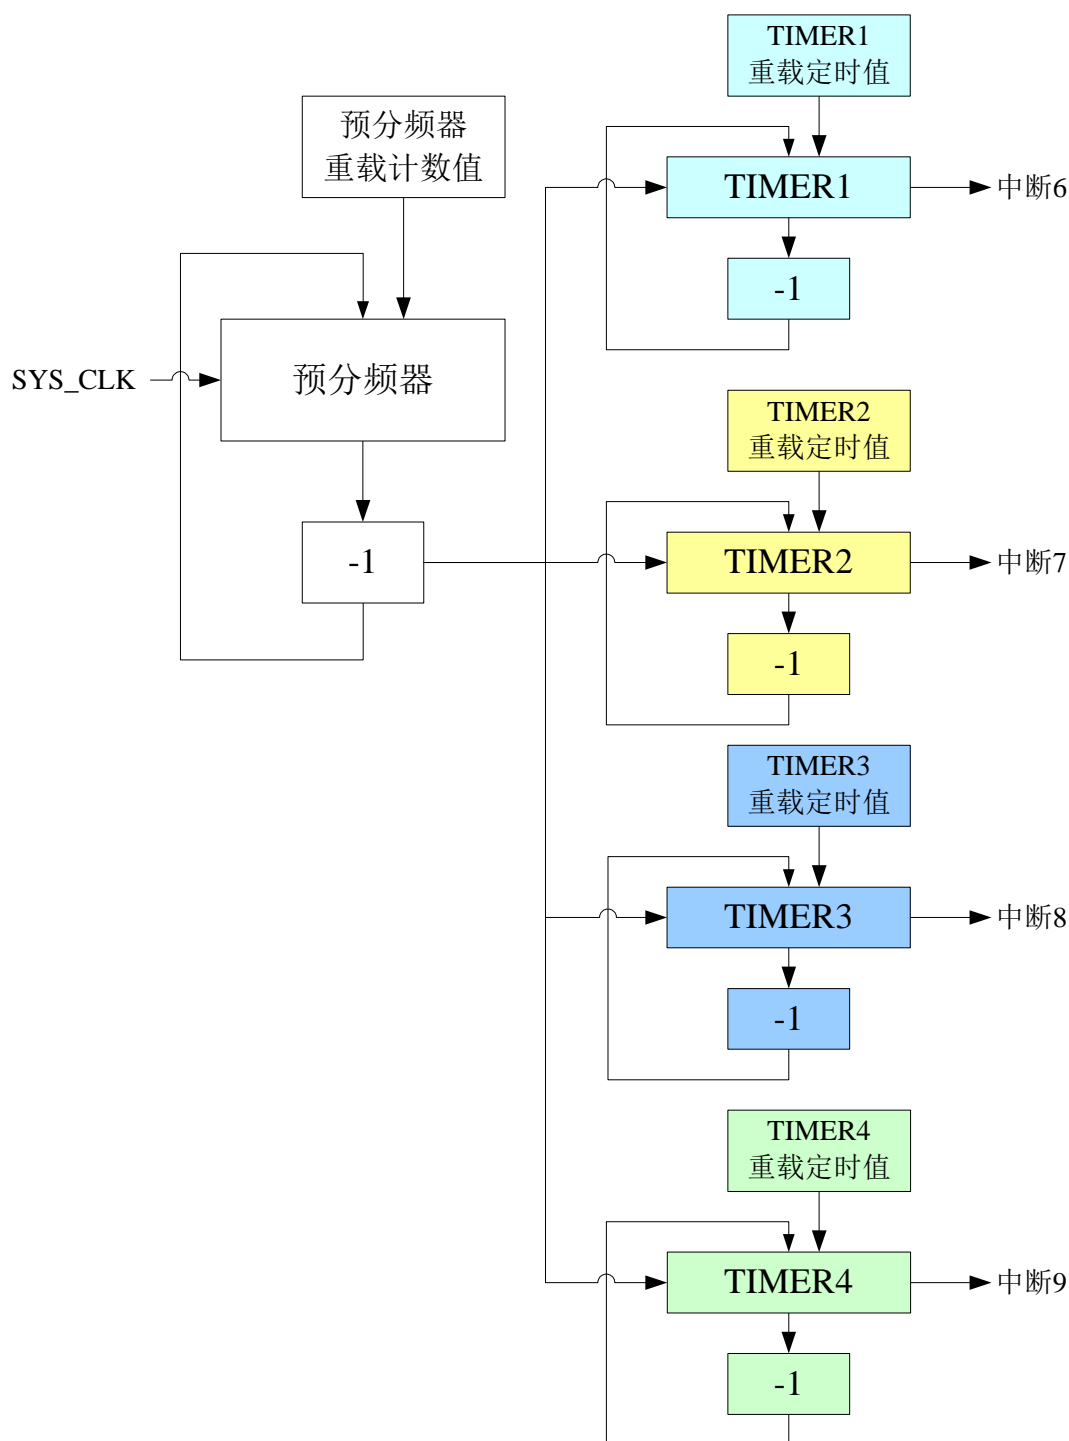 预分频器
重载计数值
SYS_CLK
预分频器
-1
TIMER1
重载定时值
TIMER1
中断6
-1
TIMER2
重载定时值
TIMER2
中断7
-1
TIMER3
重载定时值
TIMER3
中断8
-1
TIMER4
重载定时值
TIMER4
中断9
-1